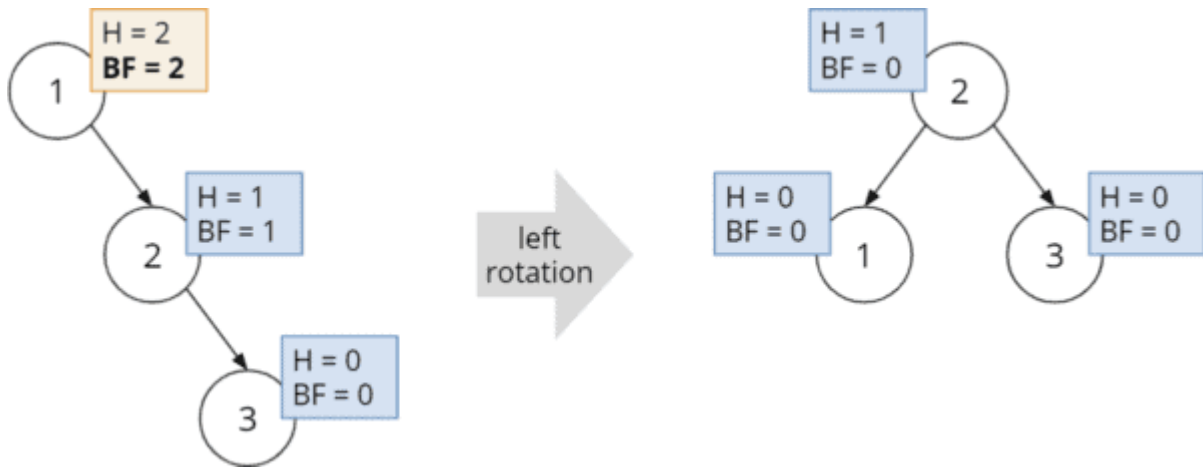 H = 2
BF = 2
1
H = 1
BF = 1
2
H = 0
BF = 0
3
left
rotation
H = 1
BF = 0
2
H = 0
BF = 0
1
H = 0
BF = 0
3